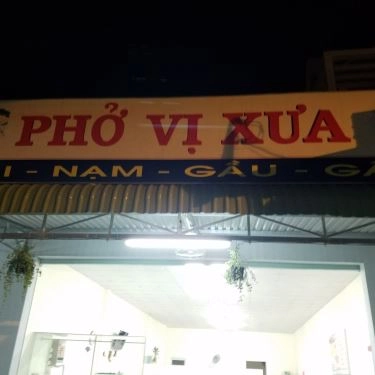 PHỞ VỊ XƯA
- NẠM - GẦU -